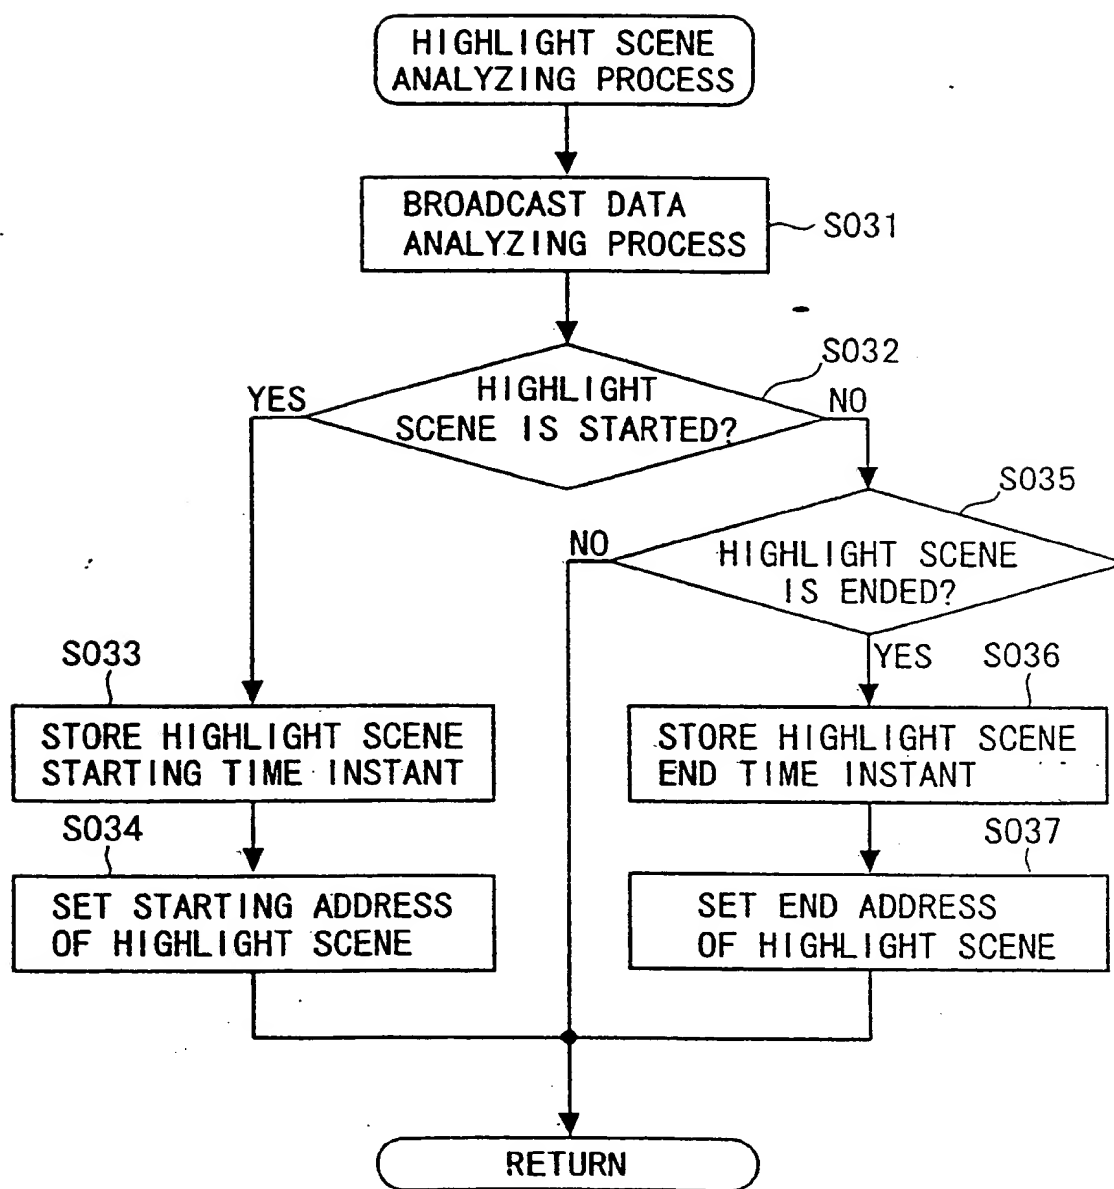 HIGHLIGHT SCENE
ANALYZING PROCESS
BROADCAST DATA
ANALYZING PROCESS
S031
S032
HIGHLIGHT
SCENE IS STARTED?
YES
NO
S035
HIGHLIGHT SCENE
IS ENDED?
NO
YES
S033
STORE HIGHLIGHT SCENE
STARTING TIME INSTANT
S036
STORE HIGHLIGHT SCENE
END TIME INSTANT
S034
SET STARTING ADDRESS
OF HIGHLIGHT SCENE
S037
SET END ADDRESS
OF HIGHLIGHT SCENE
RETURN